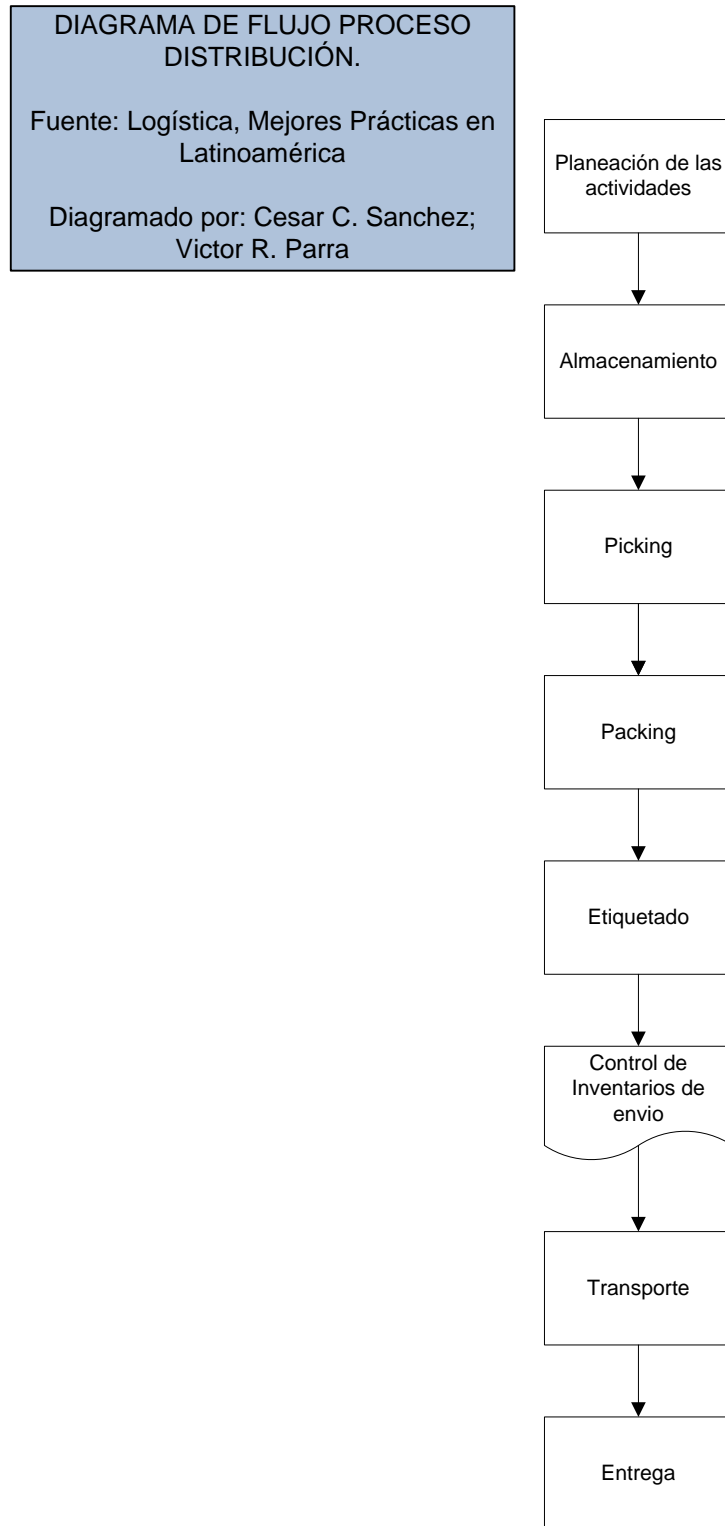 DIAGRAMA DE FLUJO PROCESO
DISTRIBUCIÓN.
Fuente: Logística, Mejores Prácticas en
Latinoamérica
Diagramado por: Cesar C. Sanchez;
Victor R. Parra
Planeación de las
actividades
Almacenamiento
Picking
Packing
Etiquetado
Control de
Inventarios de
envio
Transporte
Entrega